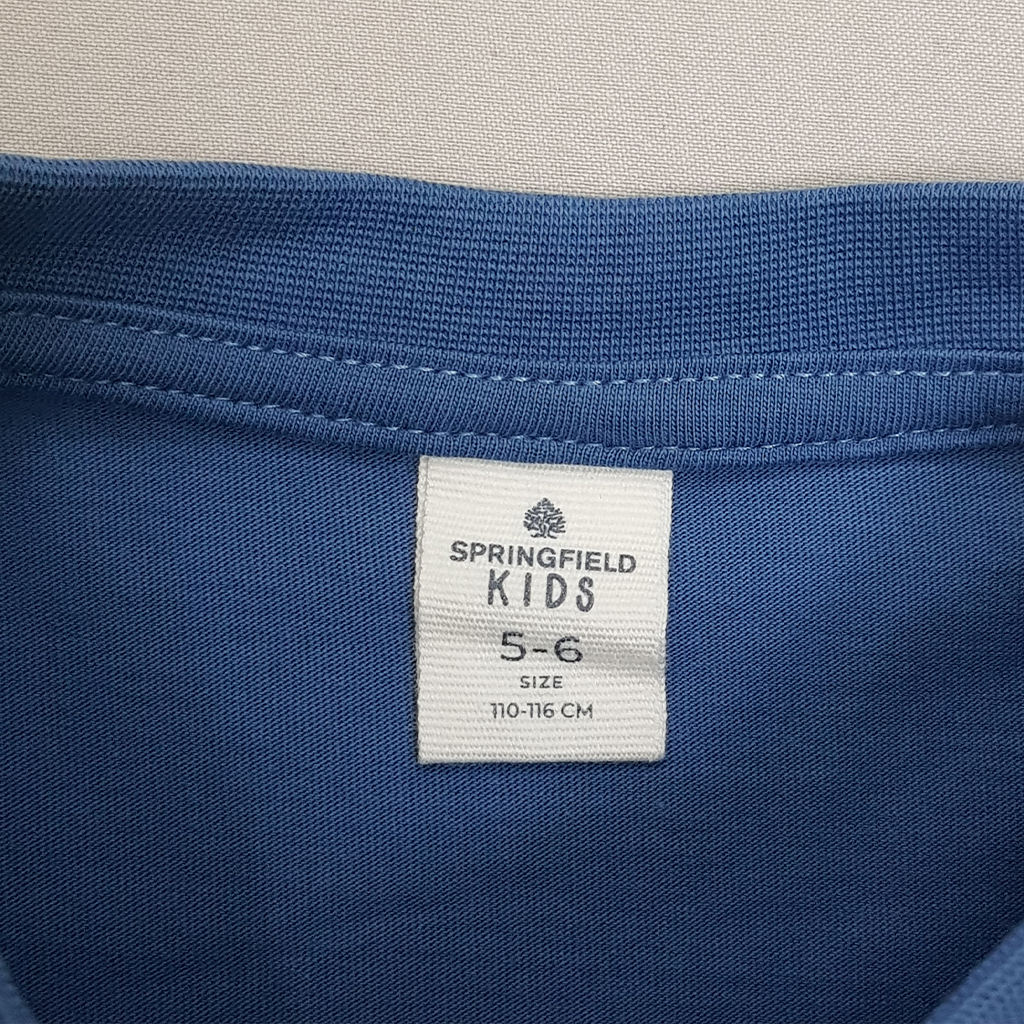 SPRINGFIELD
KIDS
5-6
SIZE
110-116 CM